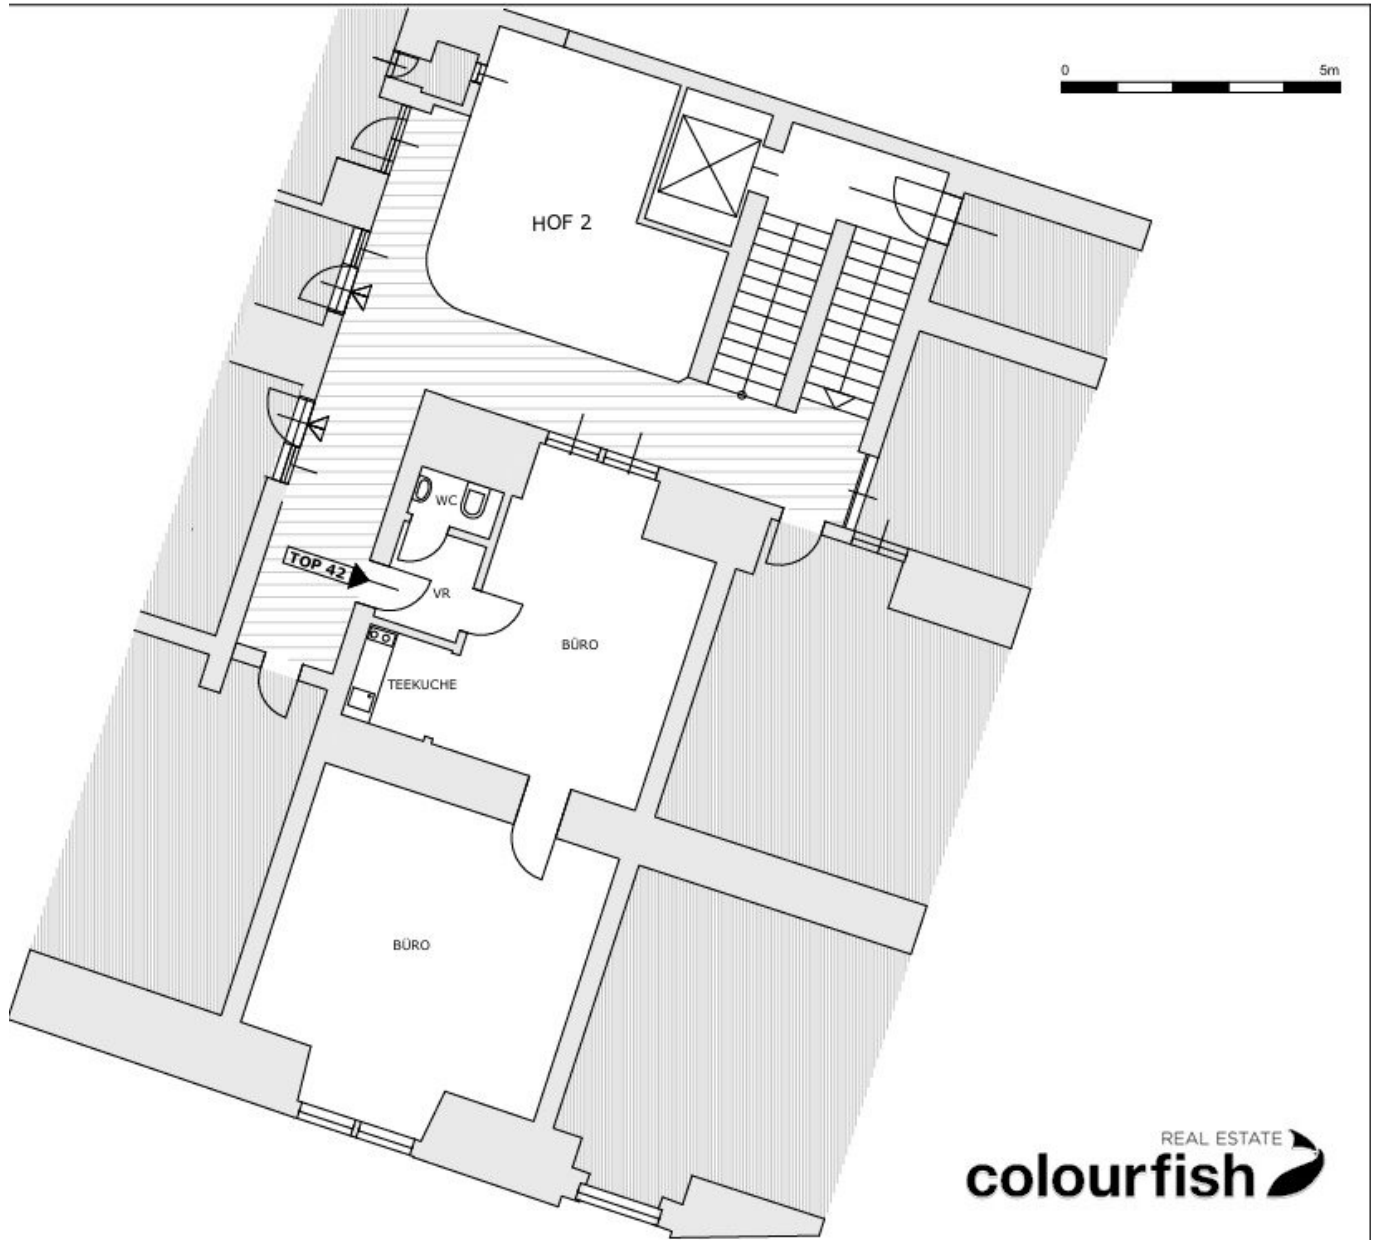 0 5m
HOF 2
WC
TOP 42
VR
BÜRO
TEEKUCHE
BÜRO
REAL ESTATE
colourfish